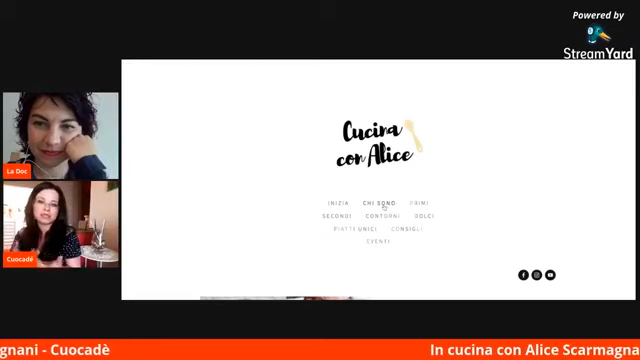 Powered by
StreamYard
Cucina
con Alice
INIZIA CHI SONO PRIMI
SECONDI CONTORNI DOLCI
PIATTI UNICI CONSIGLI
EVENTI
La Doc
Cuocadé
gnani - Cuocadè
In cucina con Alice Scarmagna